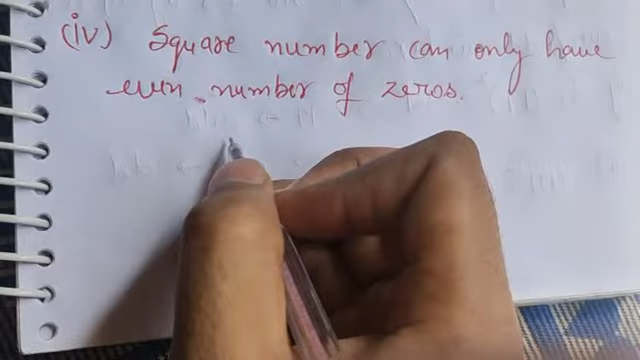 (iv) Square number can only have
even number of zeros.